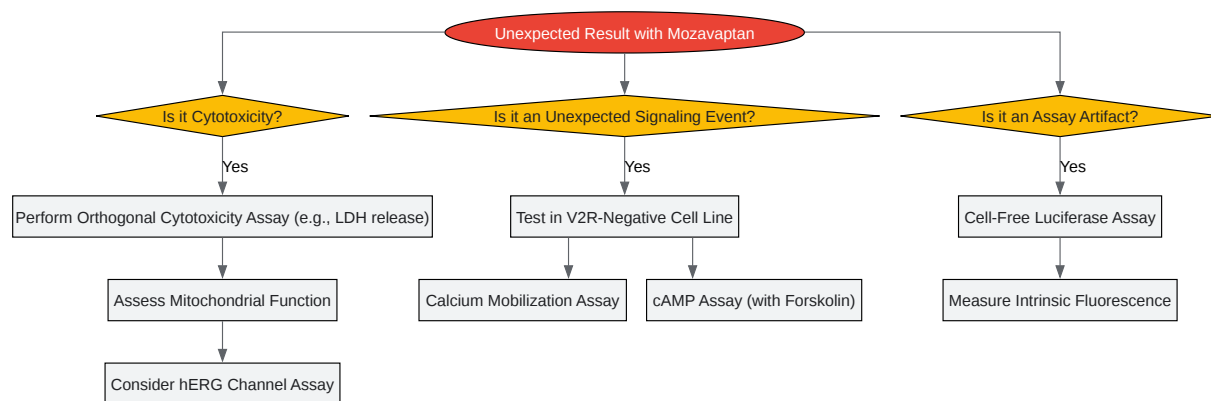 Unexpected Result with Mozavaptan
Is it Cytotoxicity?
Is it an Unexpected Signaling Event?
Is it an Assay Artifact?
Yes
Yes
Yes
Perform Orthogonal Cytotoxicity Assay (e.g., LDH release)
Test in V2R-Negative Cell Line
Cell-Free Luciferase Assay
Assess Mitochondrial Function
Calcium Mobilization Assay
cAMP Assay (with Forskolin)
Measure Intrinsic Fluorescence
Consider hERG Channel Assay